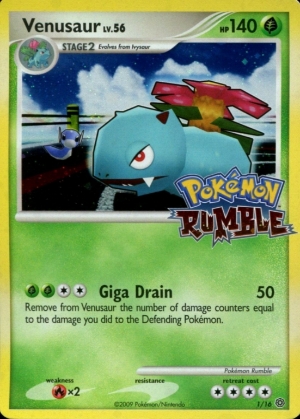 Venusaur LV.56
HP 140
STAGE 2 Evolves from Ivysaur
POKéMON
RUMBLE
Giga Drain 50
Remove from Venusaur the number of damage counters equal
to the damage you did to the Defending Pokémon.
Pokémon Rumble
weakness resistance retreat cost
×2
©2009 Pokémon/Nintendo 1/16